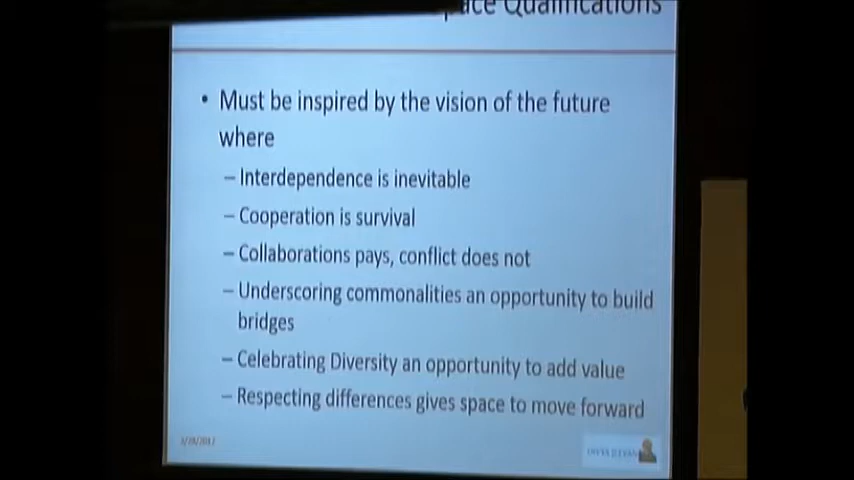 Qualifications
• Must be inspired by the vision of the future
where
– Interdependence is inevitable
– Cooperation is survival
– Collaborations pays, conflict does not
– Underscoring commonalities an opportunity to build
bridges
– Celebrating Diversity an opportunity to add value
– Respecting differences gives space to move forward